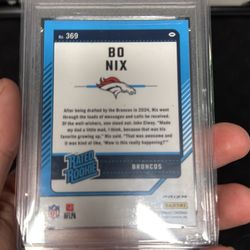 No. 369
BO
NIX
After being drafted by the Broncos in 2024, Nix went
through the loads of messages and calls he received.
Of the well-wishers, one stood out: John Elway. "Made
my dad a little mad, I think, because that was his
favorite growing up," Nix said. "That was awesome and
it was kind of like, 'Wow is this really happening?'"
RATED
ROOKIE
BRONCOS
NFLPA
PANINI